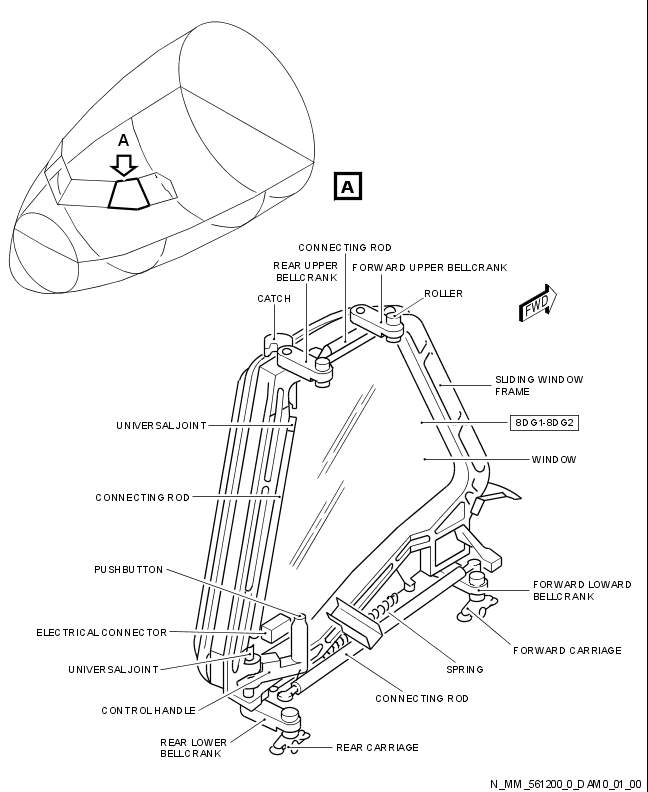 A
A
CONNECTING ROD
REAR UPPER
BELLCRANK
FORWARD UPPER BELLCRANK
CATCH
ROLLER
FWD
SLIDING WINDOW
FRAME
UNIVERSAL JOINT
8DG1-8DG2
WINDOW
CONNECTING ROD
PUSHBUTTON
FORWARD LOWARD
BELLCRANK
ELECTRICAL CONNECTOR
FORWARD CARRIAGE
UNIVERSAL JOINT
SPRING
CONNECTING ROD
CONTROL HANDLE
REAR LOWER
BELLCRANK
REAR CARRIAGE
N_MM_561200_0_DAM0_01_00